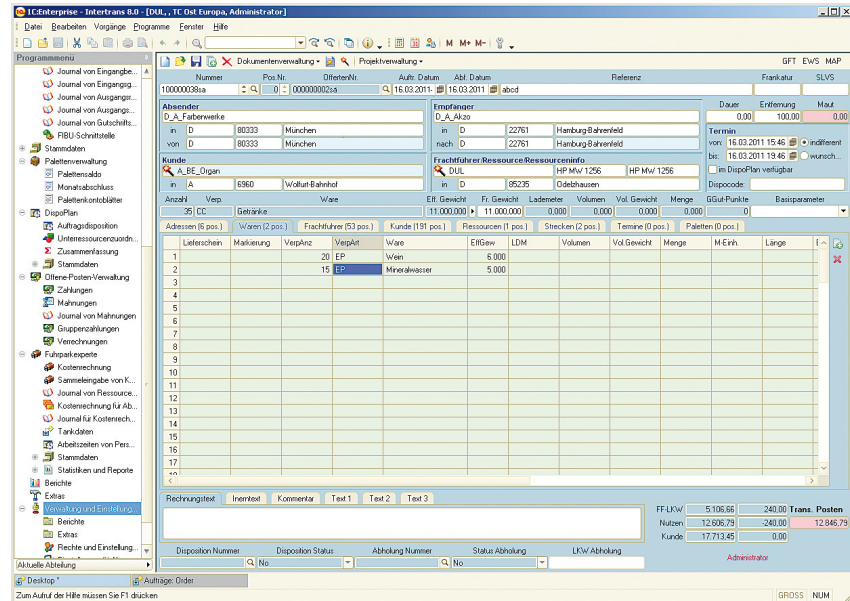 1C:Enterprise - Intertrans 8.0 - [DUL, , TC Ost Europa, Administrator]
Datei Bearbeiten Vorgänge Programme Fenster Hilfe
M M+ M-
Programmmenü
Journal von Eingangbe...
Journal von Eingangsg...
Journal von Ausgangsr...
Journal von Ausgangs...
Journal von Gutschrifts...
FIBU-Schnittstelle
Stammdaten
Palettenverwaltung
Palettensaldo
Monatsabschluss
Palettenkontoblätter
DispoPlan
Auftragsdisposition
Unterressourcenzuordn...
Zusammenfassung
Stammdaten
Offene-Posten-Verwaltung
Zahlungen
Mahnungen
Journal von Mahnungen
Gruppenzahlungen
Verrechnungen
Fuhrparkexperte
Kostenrechnung
Sammeleingabe von K...
Journal von Ressource...
Kostenrechnung für Ab...
Journal für Kostenrech...
Tankdaten
Arbeitszeiten von Pers...
Stammdaten
Statistiken und Reporte
Berichte
Extras
Verwaltung und Einstellung...
Berichte
Extras
Rechte und Einstellung...
Aktuelle Abteilung
Dokumentenverwaltung Projektverwaltung GFT EWS MAP
Nummer Pos.Nr. OffertenNr. Auftr. Datum Abf. Datum Referenz Frankatur SLVS
100000038sa 0 000000002sa 16.03.2011 16.03.2011 abcd
Absender Empfänger Dauer Entfernung Maut
D_A_Farberwerke D_A_Akzo 0,00 100,00 0,00
in D 80333 München in D 22761 Hamburg-Bahrenfeld Termin
von D 80333 München nach D 22761 Hamburg-Bahrenfeld von: 16.03.2011 15:46 indifferent
Kunde Frachtführer/Ressource/Ressourceninfo bis: 16.03.2011 19:46 wunsch...
A_BE_Organ DUL HP MW 1256 HP MW 1256 im DispoPlan verfügbar
in A 6960 Wolfurt-Bahnhof in D 85235 Odelzhausen Dispocode:
Anzahl Verp. Ware Eff. Gewicht Fr. Gewicht Lademeter Volumen Vol. Gewicht Menge GGut-Punkte Basisparameter
35 CC Getränke 11.000,000 11.000,000 0,000 0,000 0,000 0,000 0
Adressen (6 pos.) Waren (2 pos.) Frachtfuhrer (53 pos.) Kunde (191 pos.) Ressourcen (1 pos.) Strecken (2 pos.) Termine (0 pos.) Paletten (0 pos.)
Lieferschein Markierung VerpAnz VerpArt Ware EffGew LDM Volumen Vol.Gewicht Menge M-Einh. Länge
1 20 EP Wein 6.000
2 15 EP Mineralwasser 5.000
3
4
5
6
7
8
9
10
11
12
13
14
15
16
17
Rechnungstext Inerntext Kommentar Text 1 Text 2 Text 3
FF-LKW 5.106,66 240,00 Trans. Posten
Nutzen 12.606,79 -240,00 12.846,79
Kunde 17.713,45 0,00
Disposition Nummer Disposition Status Abholung Nummer Status Abholung LKW Abholung
No No
Administrator
Desktop * Aufträge: Order
Zum Aufruf der Hilfe müssen Sie F1 drücken GROSS NUM